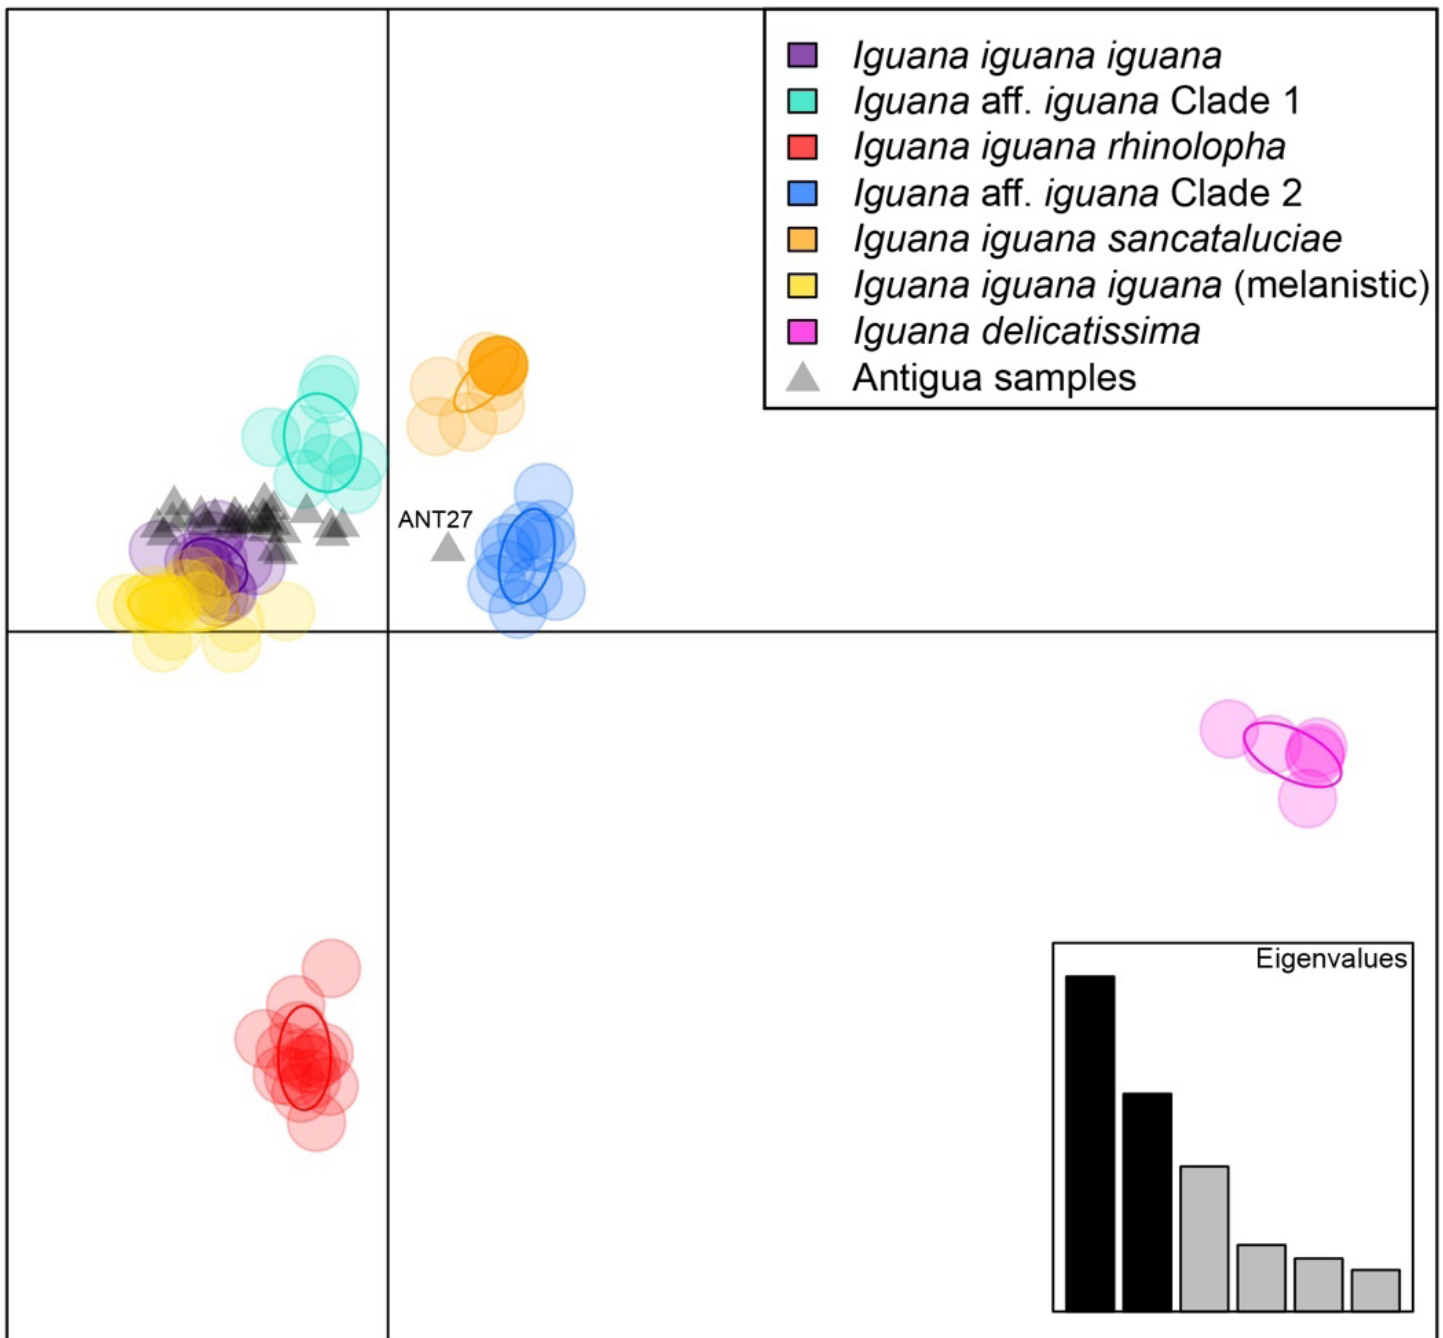 Iguana iguana iguana
Iguana aff. iguana Clade 1
Iguana iguana rhinolopha
Iguana aff. iguana Clade 2
Iguana iguana sancataluciae
Iguana iguana iguana (melanistic)
Iguana delicatissima
Antigua samples
ANT27
Eigenvalues